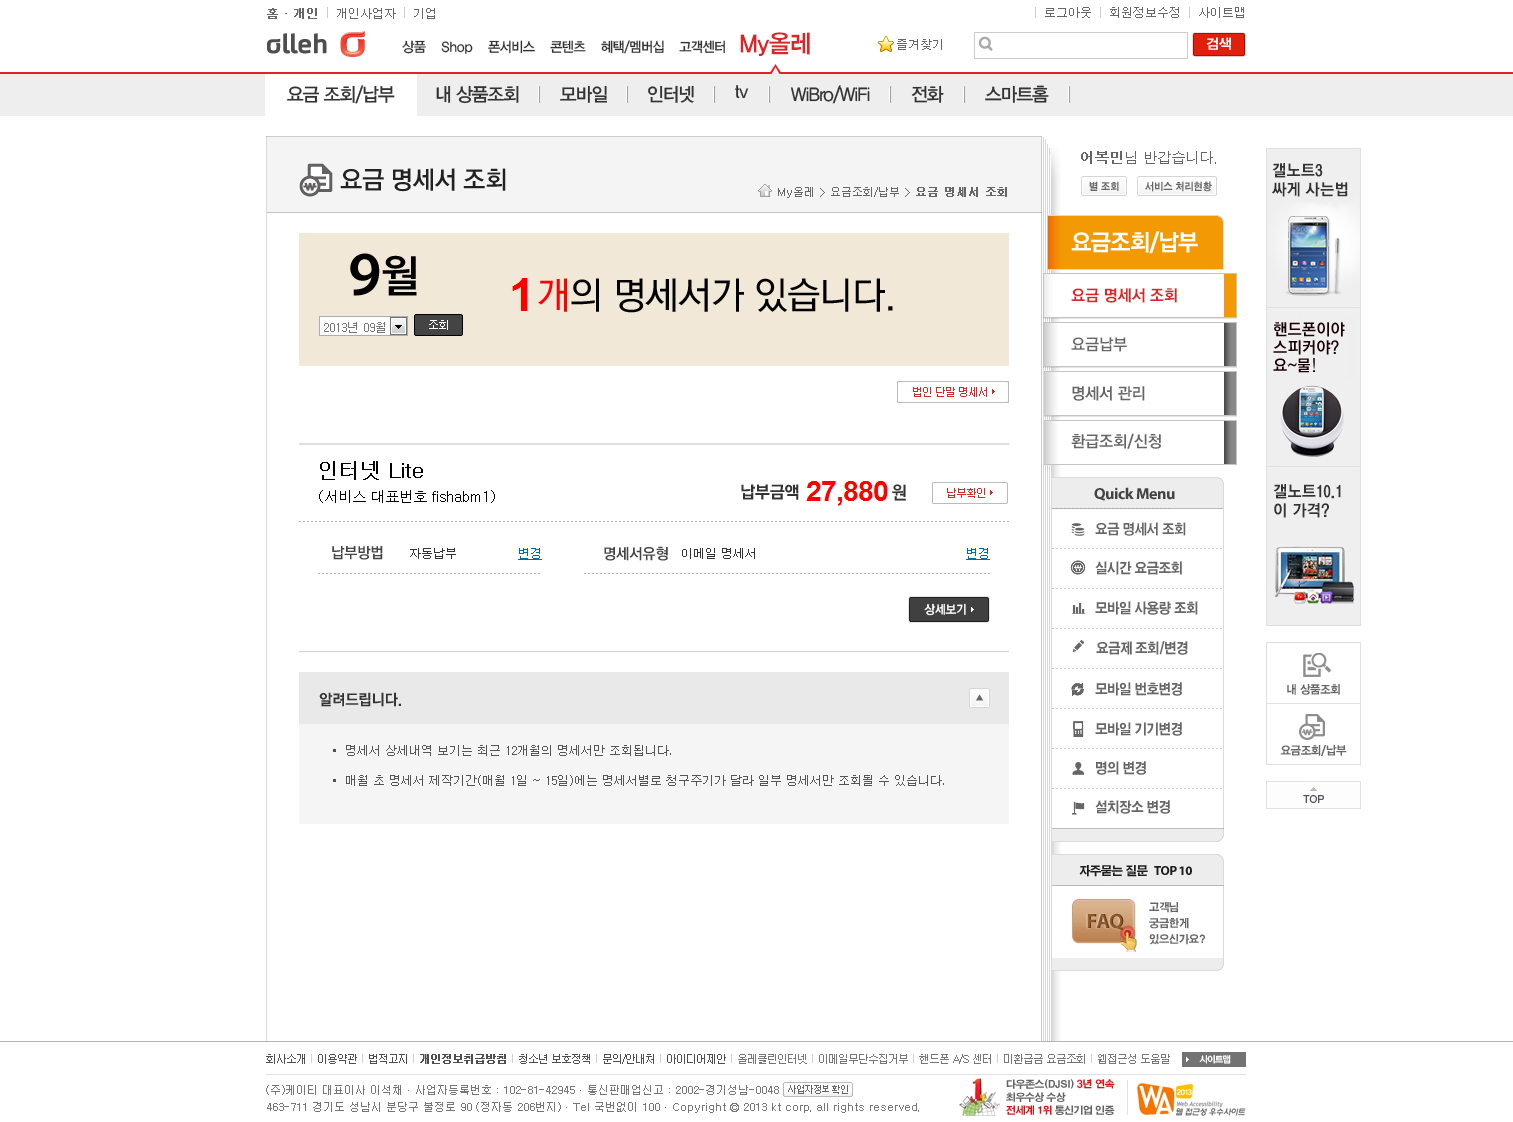 홈 · 개인 | 개인사업자 | 기업
로그아웃 | 회원정보수정 | 사이트맵
olleh 상품 Shop 폰서비스 콘텐츠 혜택/멤버십 고객센터 My올레 즐겨찾기 검색
요금 조회/납부 내 상품조회 모바일 인터넷 tv WiBro/WiFi 전화 스마트홈
요금 명세서 조회
My올레 > 요금조회/납부 > 요금 명세서 조회
9월
1개의 명세서가 있습니다.
2013년 09월 조회
법인 단말 명세서
인터넷 Lite
(서비스 대표번호 fishabm1)
납부금액 27,880 원 납부확인
납부방법 자동납부 변경 명세서유형 이메일 명세서 변경
상세보기
알려드립니다.
명세서 상세내역 보기는 최근 12개월의 명세서만 조회됩니다.
매월 초 명세서 제작기간(매월 1일 ~ 15일)에는 명세서별로 청구주기가 달라 일부 명세서만 조회될 수 있습니다.
어복민님 반갑습니다.
별 조회 서비스 처리현황
요금조회/납부
요금 명세서 조회
요금납부
명세서 관리
환급조회/신청
Quick Menu
요금 명세서 조회
실시간 요금조회
모바일 사용량 조회
요금제 조회/변경
모바일 번호변경
모바일 기기변경
명의 변경
설치장소 변경
자주묻는 질문 TOP 10
FAQ
고객님
궁금한게
있으신가요?
갤노트3
싸게 사는법
핸드폰이야
스피커야?
요~물!
갤노트10.1
이 가격?
내 상품조회
요금조회/납부
TOP
회사소개 | 이용약관 | 법적고지 | 개인정보취급방침 | 청소년 보호정책 | 문의/안내처 | 아이디어제안 | 올레클린인터넷 | 이메일무단수집거부 | 핸드폰 A/S 센터 | 미환급금 요금조회 | 웹접근성 도움말 사이트맵
(주)케이티 대표이사 이석채 · 사업자등록번호 : 102-81-42945 · 통신판매업신고 : 2002-경기성남-0048 사업자정보 확인
463-711 경기도 성남시 분당구 불정로 90 (정자동 206번지) · Tel 국번없이 100 · Copyright © 2013 kt corp. all rights reserved.
다우존스(DJSI) 3년 연속
최우수상 수상
전세계 1위 통신기업 인증
WA 2013
Web Accessibility
웹 접근성 우수사이트